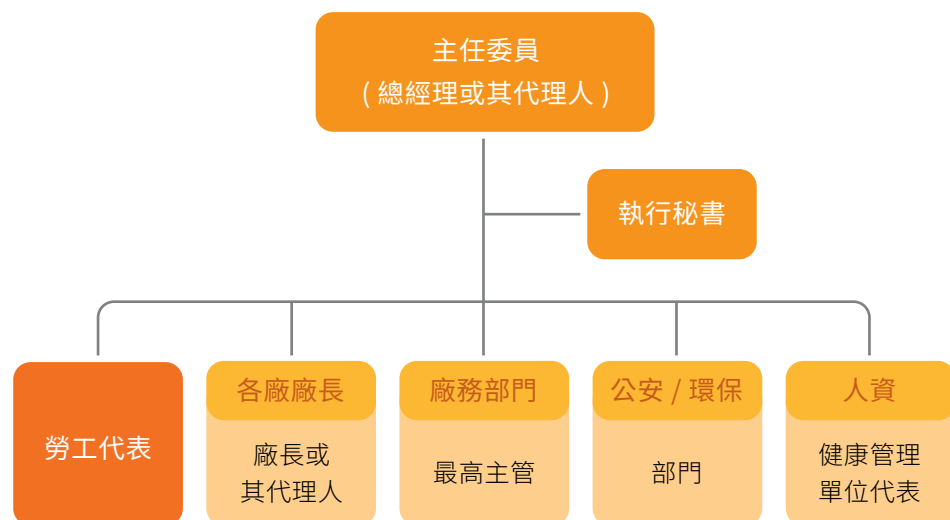 主任委員
( 總經理或其代理人 )
執行秘書
勞工代表
各廠廠長
廠長或
其代理人
廠務部門
最高主管
公安 / 環保
部門
人資
健康管理
單位代表